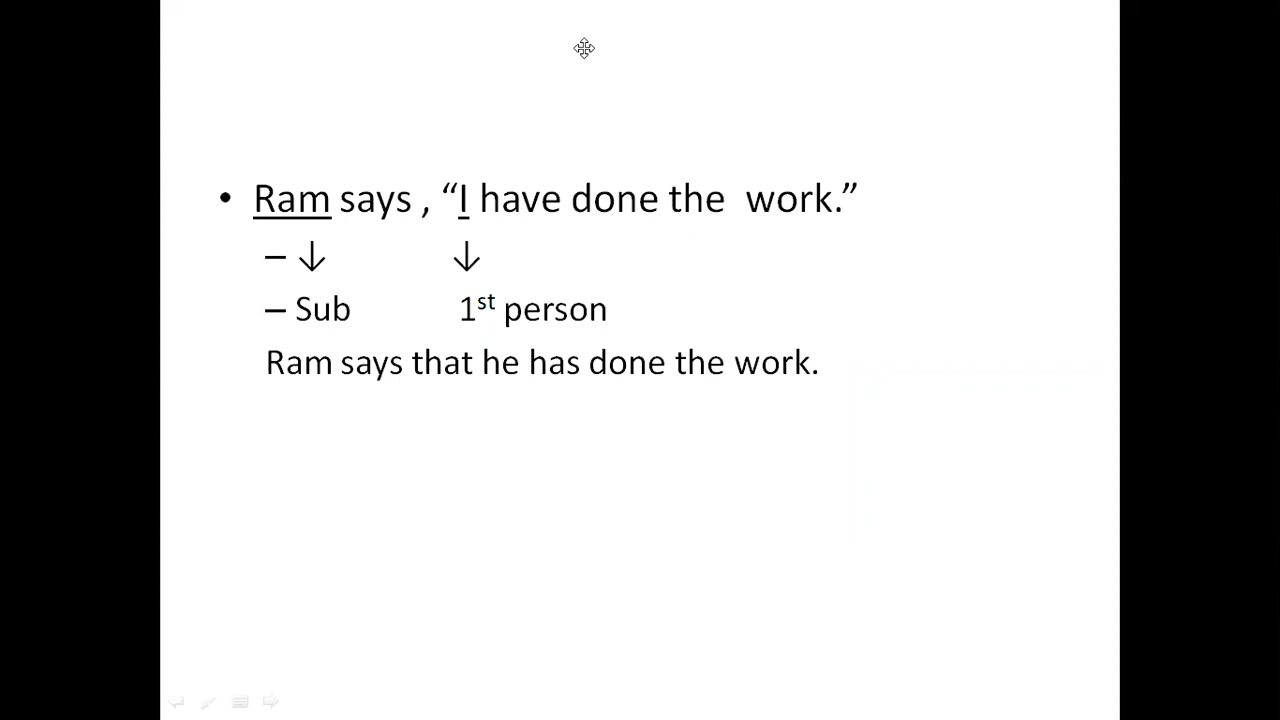 • Ram says , “I have done the  work.”
– ↓ ↓
– Sub 1st person
Ram says that he has done the work.